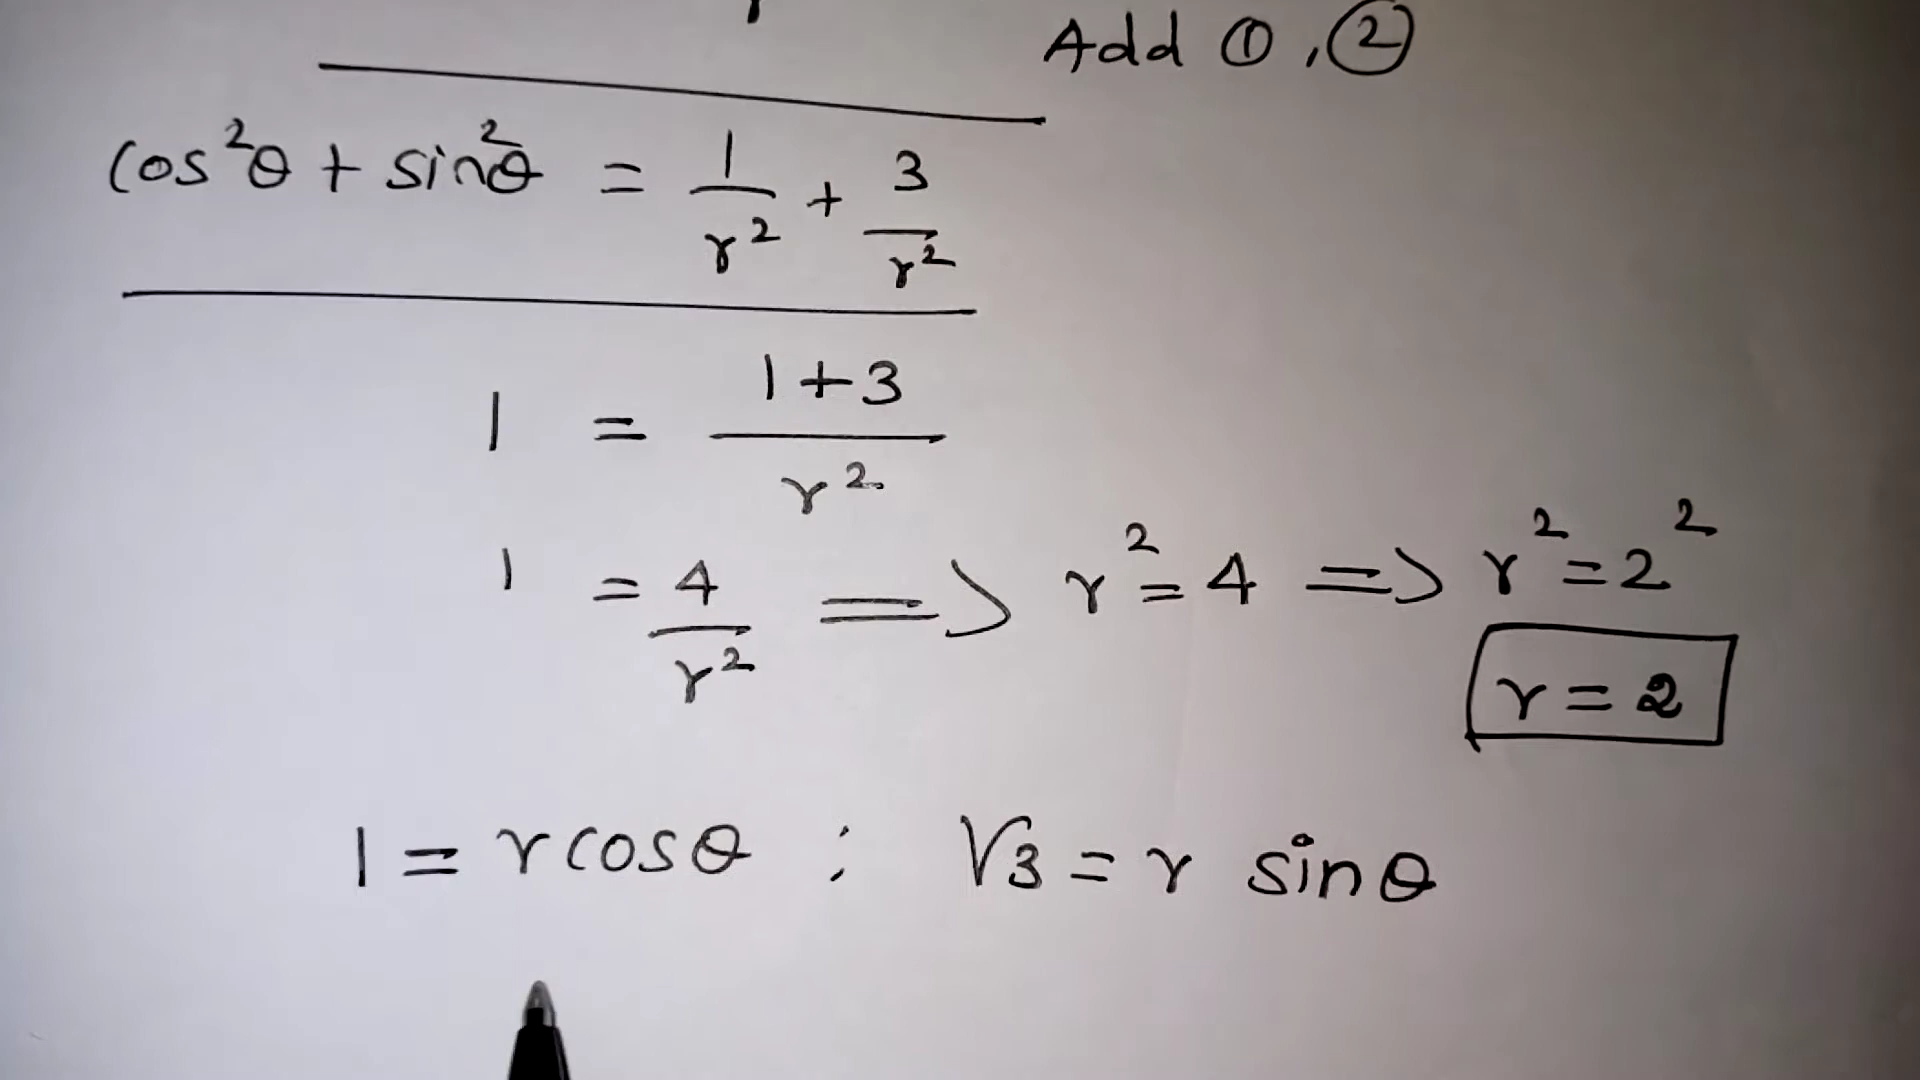 Add ①, ②
cos²θ + sin²θ = 1/r² + 3/r²
1 = (1+3)/r²
1 = 4/r² => r² = 4 => r² = 2²
r = 2
1 = r cosθ ; √3 = r sinθ